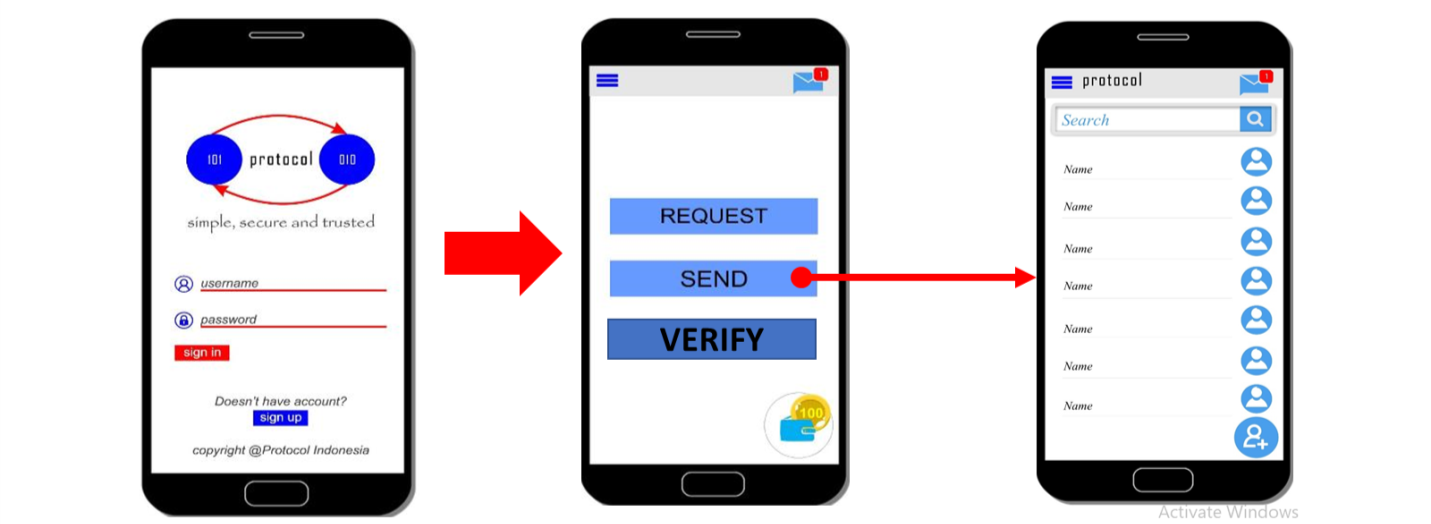 101 protocol 010
simple, secure and trusted
username
password
sign in
Doesn't have account?
sign up
copyright @Protocol Indonesia
1
REQUEST
SEND
VERIFY
100
protocol
1
Search
Name
Name
Name
Name
Name
Name
Name
Activate Windows